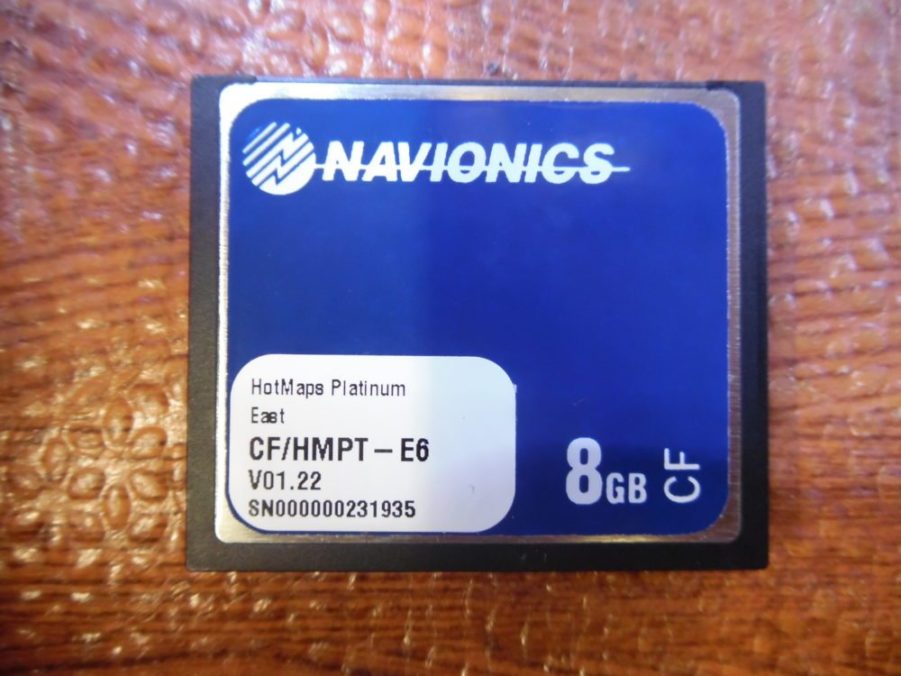 NAVIONICS
HotMaps Platinum
East
CF/HMPT-E6
V01.22
SN000000231935
8GB CF